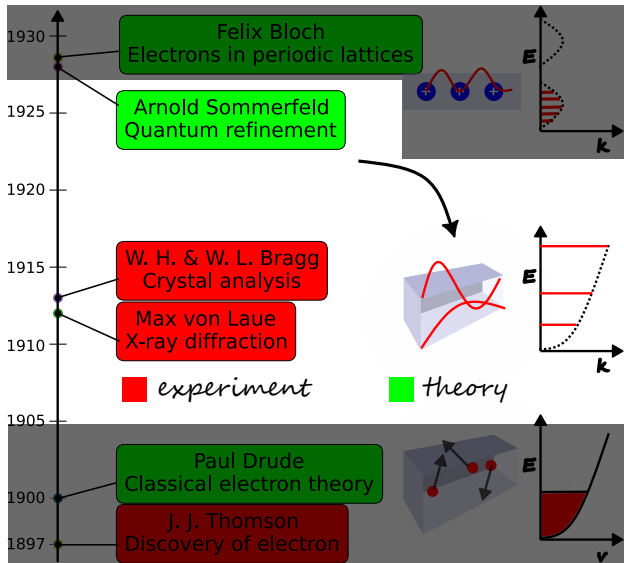 1930
Felix Bloch
Electrons in periodic lattices
E
k
+ + +
1925
Arnold Sommerfeld
Quantum refinement
1920
1915
W. H. & W. L. Bragg
Crystal analysis
E
k
Max von Laue
X-ray diffraction
1910
experiment
theory
1905
Paul Drude
Classical electron theory
E
v
1900
J. J. Thomson
Discovery of electron
1897